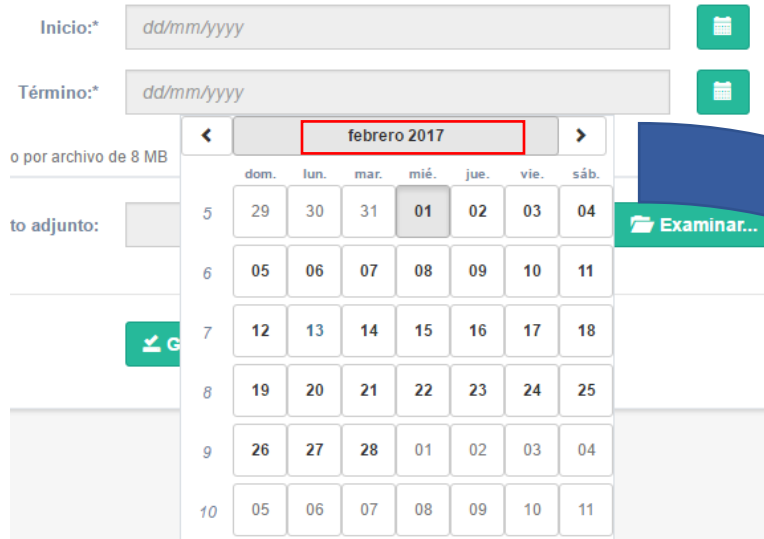 Inicio:* dd/mm/yyyy
Término:* dd/mm/yyyy
febrero 2017
o por archivo de 8 MB
dom. lun. mar. mié. jue. vie. sáb.
5 29 30 31 01 02 03 04
to adjunto: Examinar...
6 05 06 07 08 09 10 11
7 12 13 14 15 16 17 18
G
8 19 20 21 22 23 24 25
9 26 27 28 01 02 03 04
10 05 06 07 08 09 10 11